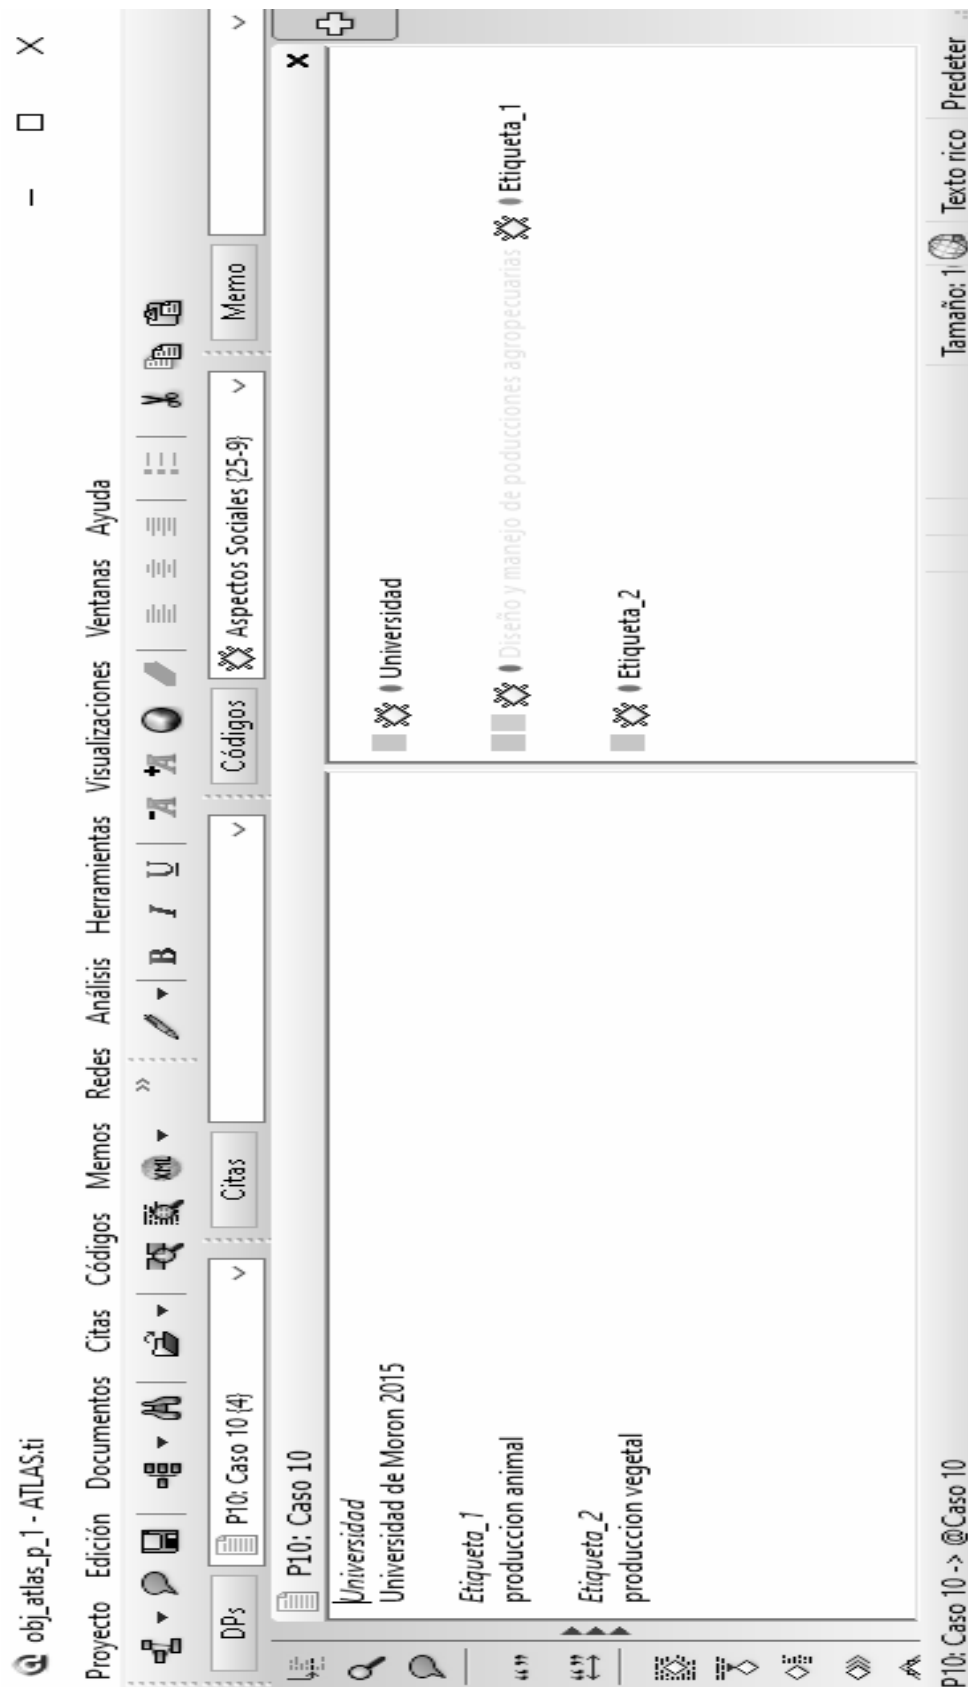 obj_atlas_p_1 - ATLAS.ti
Proyecto Edición Documentos Citas Códigos Memos Redes Análisis Herramientas Visualizaciones Ventanas Ayuda
XML B I U A A
DPs P10: Caso 10 {4} Citas Códigos Aspectos Sociales {25-9} Memo
P10: Caso 10
Universidad
Universidad de Moron 2015
Etiqueta_1
produccion animal
Etiqueta_2
produccion vegetal
Universidad
Diseño y manejo de poducciones agropecuarias Etiqueta_1
Etiqueta_2
P10: Caso 10 -> @Caso 10 Tamaño: 1 Texto rico Predeter